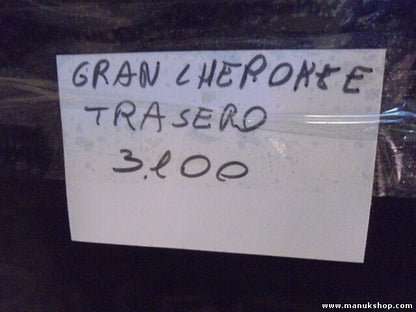 GRAN CHEROKEE
TRASERO
3.100
www.manukshop.com